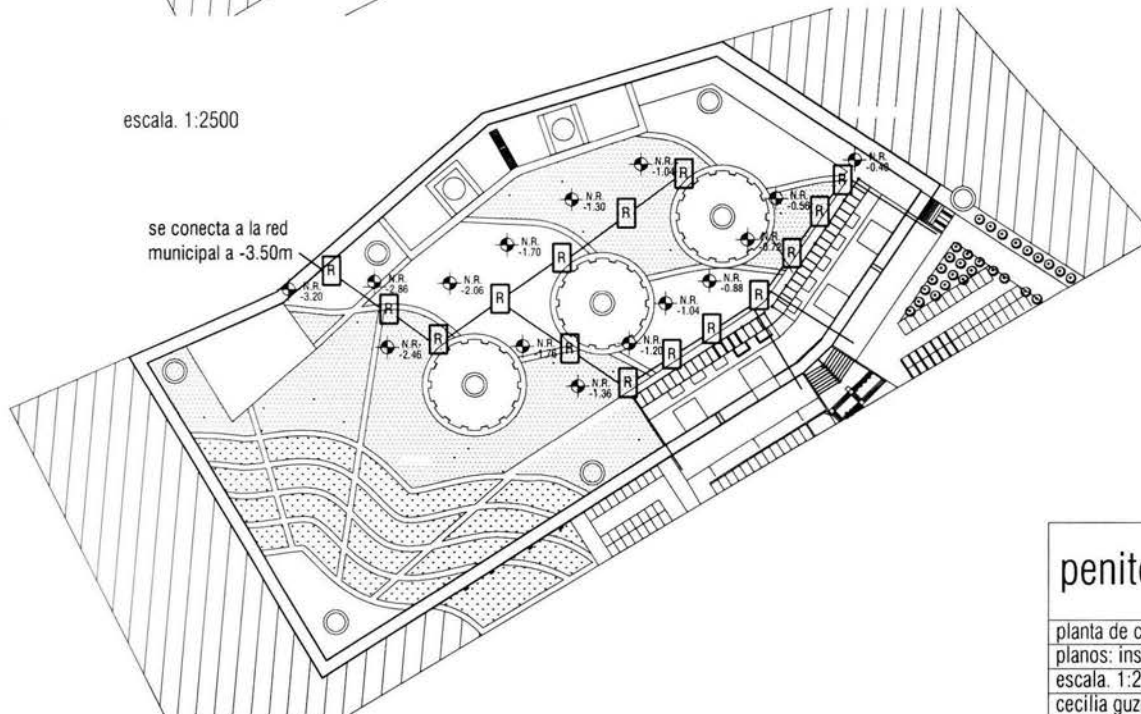 escala. 1:2500
se conecta a la red
municipal a -3.50m
N.R.
-0.48
N.R.
-1.04
R
R
N.R.
-1.30
N.R.
-0.56
R
R
N.R.
-0.72
N.R.
-1.70
R
R
R
N.R.
-3.20
N.R.
-2.86
N.R.
-2.06
N.R.
-0.88
R
R
R
N.R.
-1.04
R
N.R.
-2.46
N.R.
-1.76
R
N.R.
-1.20
R
R
N.R.
-1.36
R
R
planta de c
planos: ins
escala. 1:2
cecilia guz